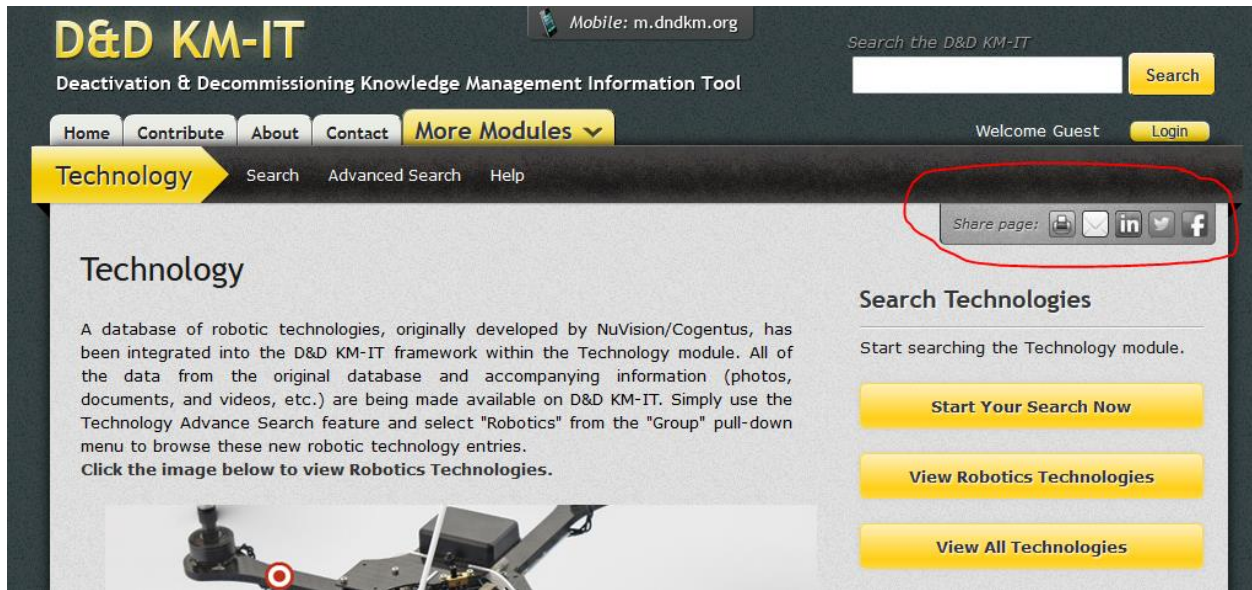 D&D KM-IT
Mobile: m.dndkm.org
Search the D&D KM-IT
Deactivation & Decommissioning Knowledge Management Information Tool
Search
Home Contribute About Contact More Modules
Welcome Guest Login
Technology Search Advanced Search Help
Share page: in f
Technology
A database of robotic technologies, originally developed by NuVision/Cogentus, has
been integrated into the D&D KM-IT framework within the Technology module. All of
the data from the original database and accompanying information (photos,
documents, and videos, etc.) are being made available on D&D KM-IT. Simply use the
Technology Advance Search feature and select "Robotics" from the "Group" pull-down
menu to browse these new robotic technology entries.
Click the image below to view Robotics Technologies.
Search Technologies
Start searching the Technology module.
Start Your Search Now
View Robotics Technologies
View All Technologies